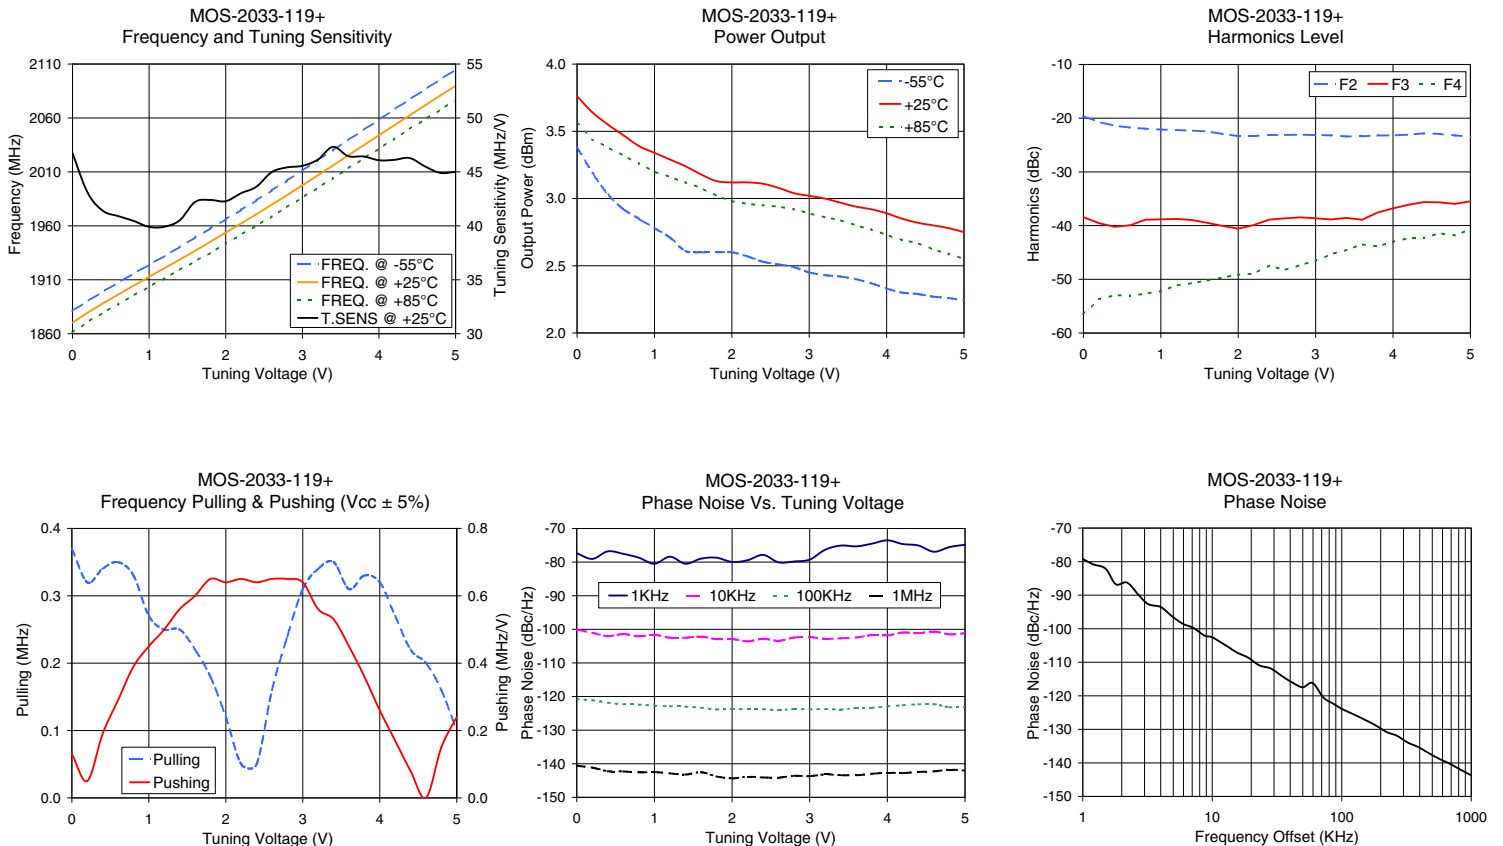 MOS-2033-119+
Frequency and Tuning Sensitivity
2110
2060
2010
1960
1910
1860
55
50
45
40
35
30
0 1 2 3 4 5
Frequency (MHz)
Tuning Sensitivity (MHz/V)
Tuning Voltage (V)
FREQ. @ -55°C
FREQ. @ +25°C
FREQ. @ +85°C
T.SENS @ +25°C
MOS-2033-119+
Power Output
4.0
3.5
3.0
2.5
2.0
0 1 2 3 4 5
Output Power (dBm)
Tuning Voltage (V)
-55°C
+25°C
+85°C
MOS-2033-119+
Harmonics Level
-10
-20
-30
-40
-50
-60
0 1 2 3 4 5
Harmonics (dBc)
Tuning Voltage (V)
F2 F3 F4
MOS-2033-119+
Frequency Pulling & Pushing (Vcc ± 5%)
0.4
0.3
0.2
0.1
0.0
0.8
0.6
0.4
0.2
0.0
0 1 2 3 4 5
Pulling (MHz)
Pushing (MHz/V)
Tuning Voltage (V)
Pulling
Pushing
MOS-2033-119+
Phase Noise Vs. Tuning Voltage
-70
-80
-90
-100
-110
-120
-130
-140
-150
0 1 2 3 4 5
Phase Noise (dBc/Hz)
Tuning Voltage (V)
1KHz 10KHz 100KHz 1MHz
MOS-2033-119+
Phase Noise
-70
-80
-90
-100
-110
-120
-130
-140
-150
1 10 100 1000
Phase Noise (dBc/Hz)
Frequency Offset (KHz)